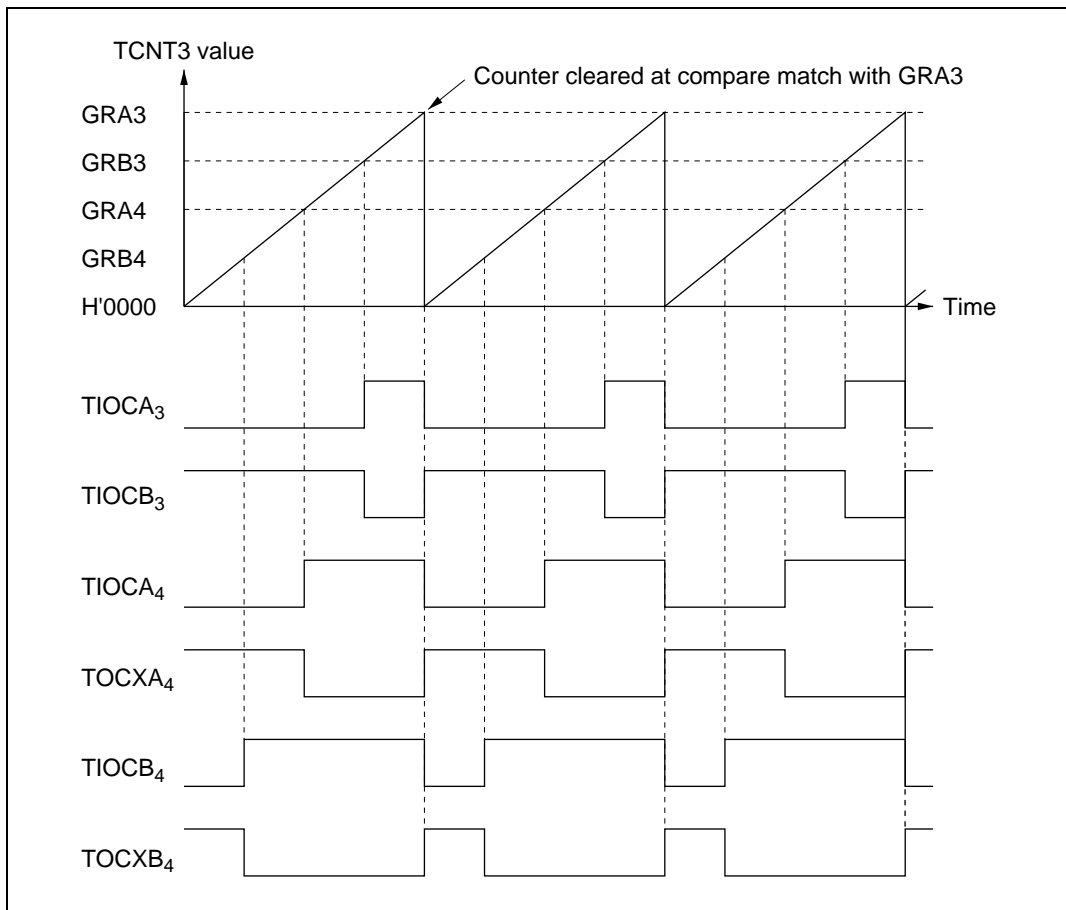 TCNT3 value
Counter cleared at compare match with GRA3
GRA3
GRB3
GRA4
GRB4
H'0000
Time
TIOCA3
TIOCB3
TIOCA4
TOCXA4
TIOCB4
TOCXB4